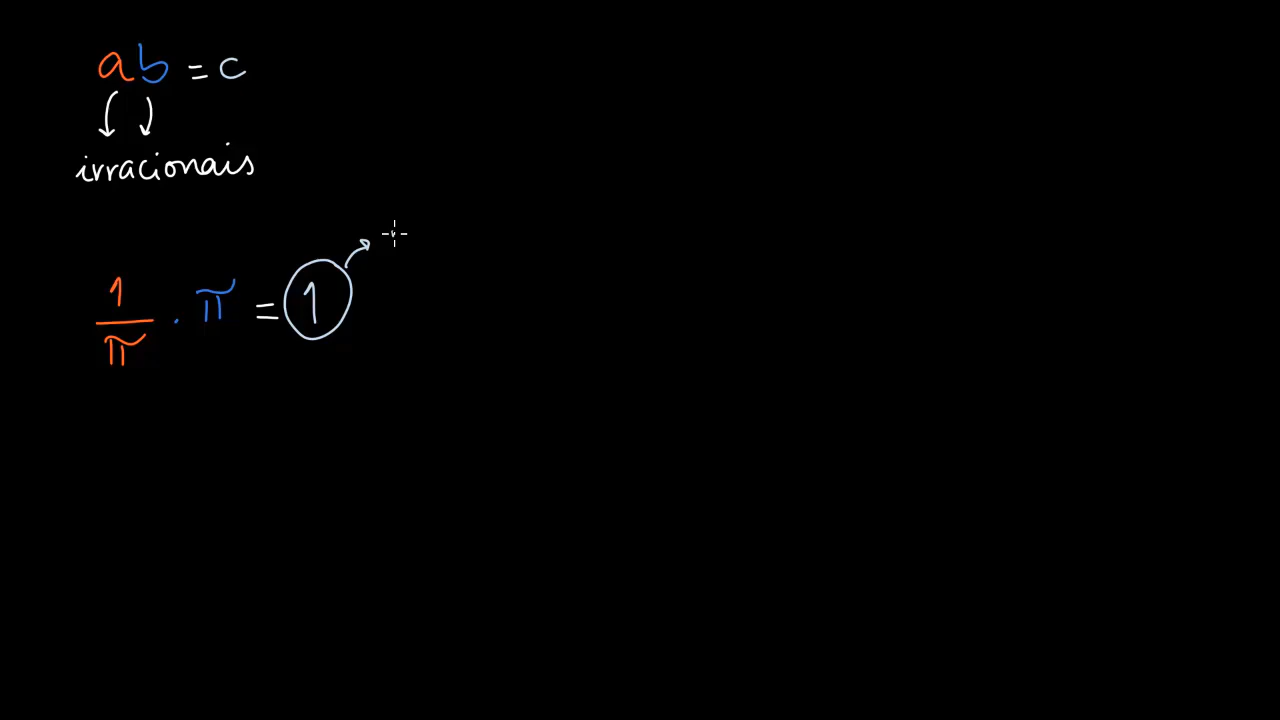 ab = c
irracionais
1/π · π = 1